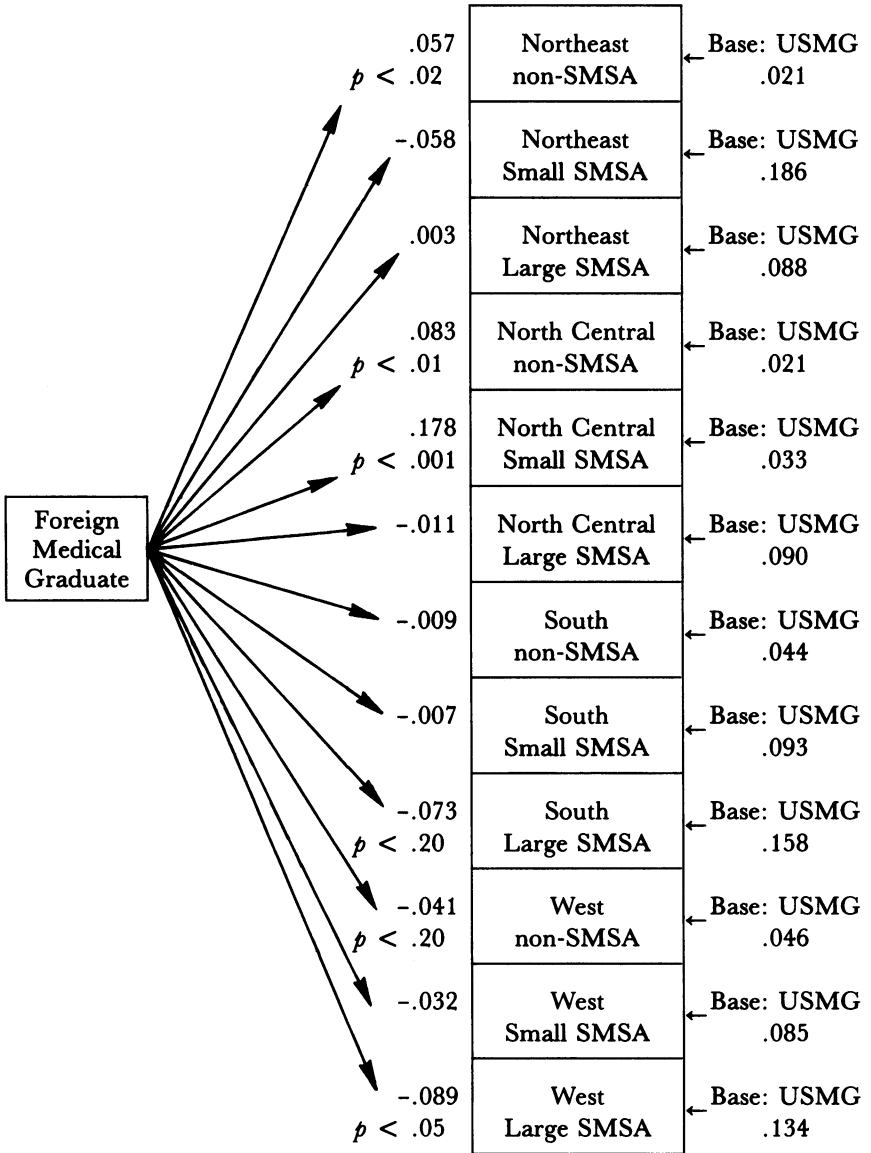 .057 Northeast Base: USMG
p < .02 non-SMSA .021
-.058 Northeast Base: USMG
Small SMSA .186
.003 Northeast Base: USMG
Large SMSA .088
.083 North Central Base: USMG
p < .01 non-SMSA .021
.178 North Central Base: USMG
p < .001 Small SMSA .033
Foreign
Medical
Graduate
-.011 North Central Base: USMG
Large SMSA .090
-.009 South Base: USMG
non-SMSA .044
-.007 South Base: USMG
Small SMSA .093
-.073 South Base: USMG
p < .20 Large SMSA .158
-.041 West Base: USMG
p < .20 non-SMSA .046
-.032 West Base: USMG
Small SMSA .085
-.089 West Base: USMG
p < .05 Large SMSA .134